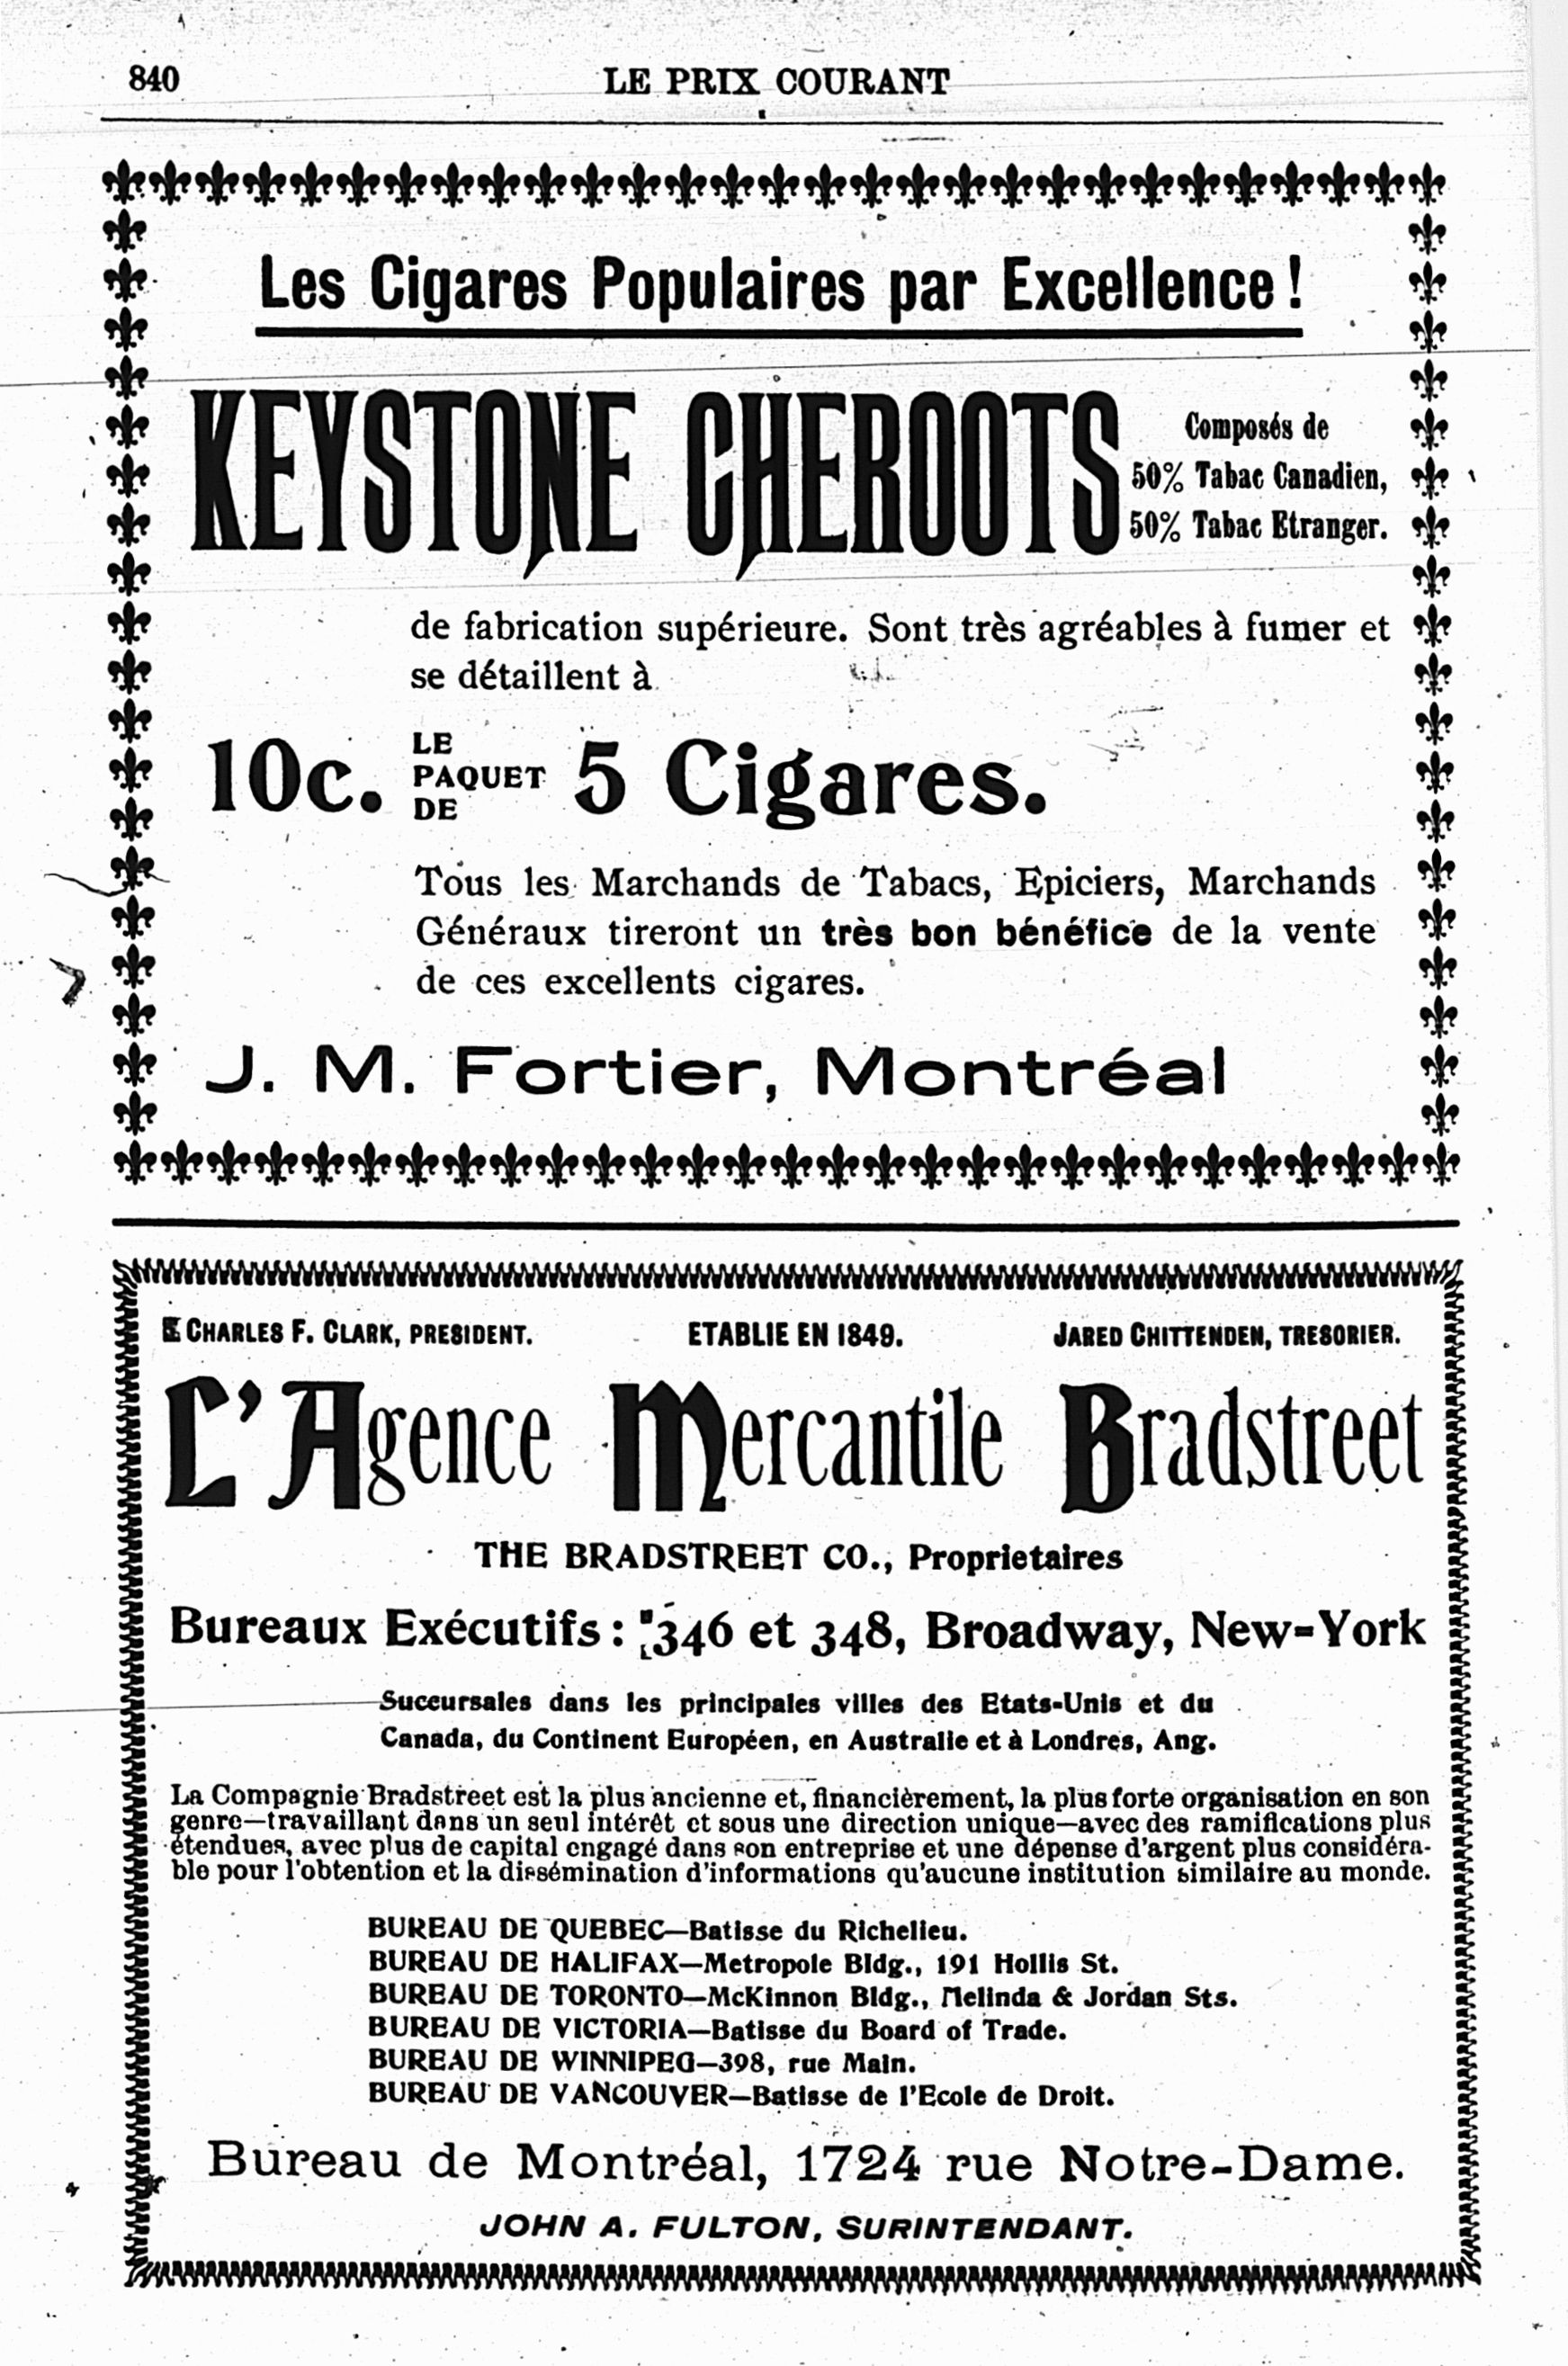 840
LE PRIX COURANT
Les Cigares Populaires par Excellence!
KEYSTONE CHEROOTS
Composés de
50% Tabac Canadien,
50% Tabac Etranger.
de fabrication supérieure. Sont très agréables à fumer et
se détaillent à
10c. LE PAQUET DE 5 Cigares.
Tous les Marchands de Tabacs, Epiciers, Marchands
Généraux tireront un très bon bénéfice de la vente
de ces excellents cigares.
J. M. Fortier, Montréal
CHARLES F. CLARK, PRESIDENT. ETABLIE EN 1849. JARED CHITTENDEN, TRESORIER.
L'Agence Mercantile Bradstreet
THE BRADSTREET CO., Proprietaires
Bureaux Exécutifs: 346 et 348, Broadway, New-York
Succursales dans les principales villes des Etats-Unis et du
Canada, du Continent Européen, en Australie et à Londres, Ang.
La Compagnie Bradstreet est la plus ancienne et, financièrement, la plus forte organisation en son
genre—travaillant dans un seul intérêt et sous une direction unique—avec des ramifications plus
étendues, avec plus de capital engagé dans son entreprise et une dépense d'argent plus considéra-
ble pour l'obtention et la dissémination d'informations qu'aucune institution similaire au monde.
BUREAU DE QUEBEC—Batisse du Richelieu.
BUREAU DE HALIFAX—Metropole Bldg., 191 Hollis St.
BUREAU DE TORONTO—McKinnon Bldg., Melinda & Jordan Sts.
BUREAU DE VICTORIA—Batisse du Board of Trade.
BUREAU DE WINNIPEG—398, rue Main.
BUREAU DE VANCOUVER—Batisse de l'Ecole de Droit.
Bureau de Montréal, 1724 rue Notre-Dame.
JOHN A. FULTON, SURINTENDANT.